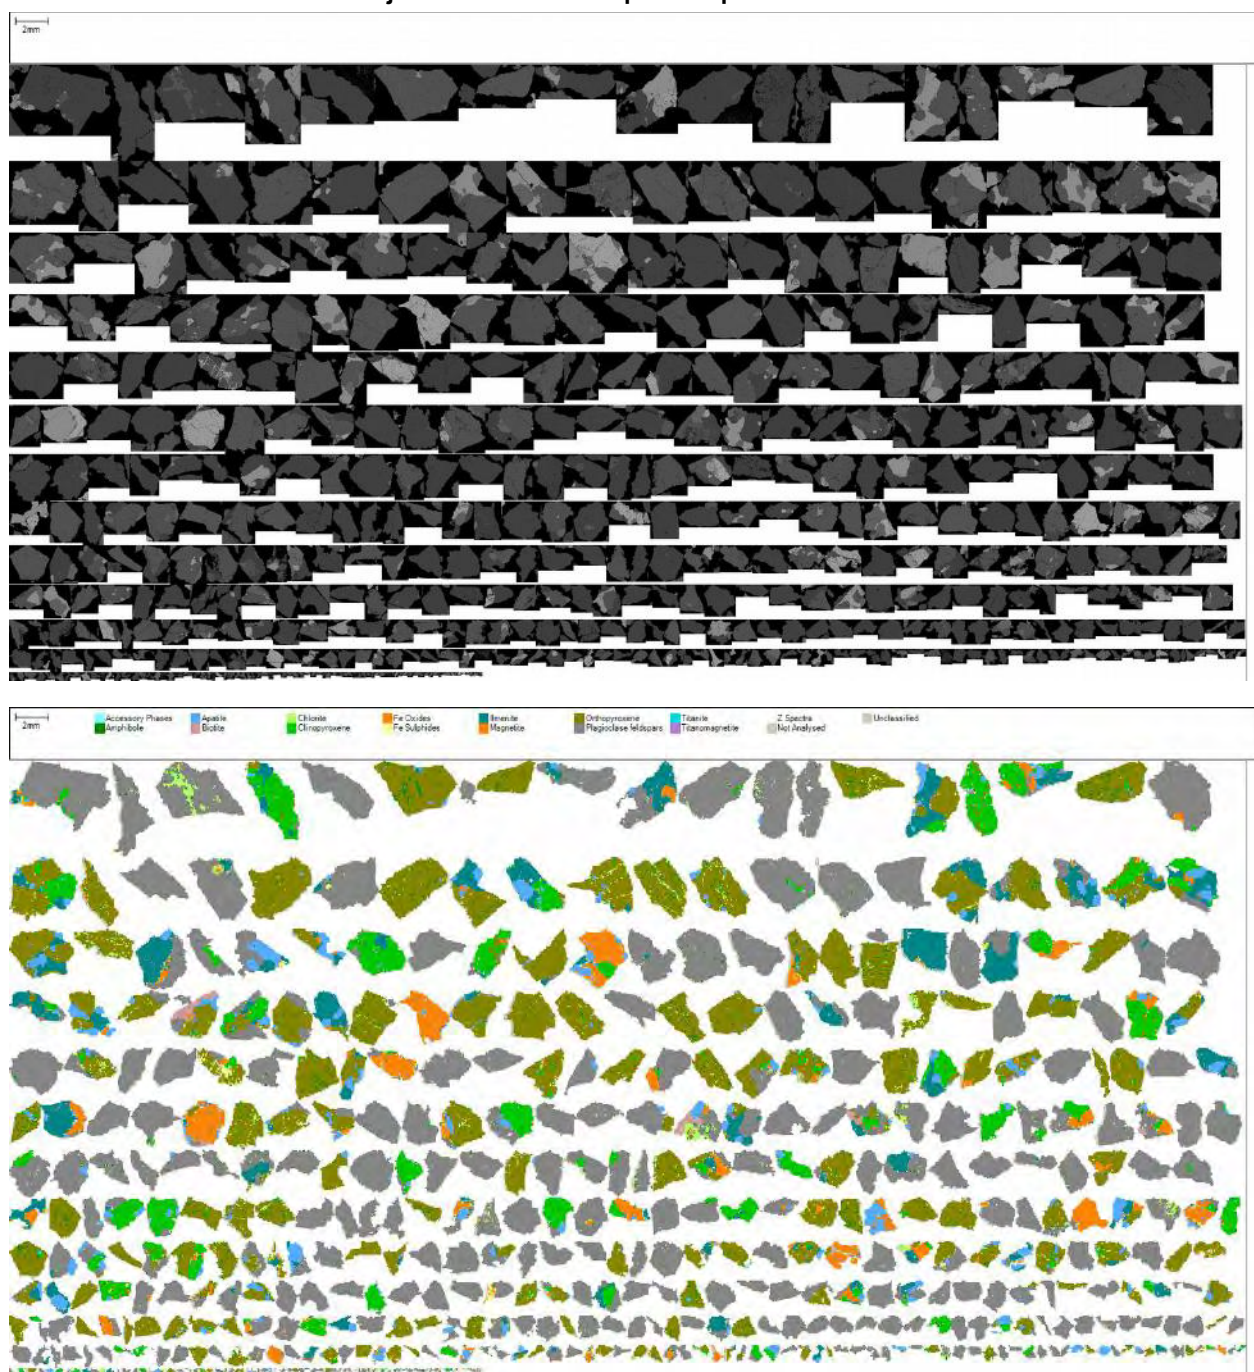 2mm
2mm
Accessory Phases Apatite Chlorite Fe Oxides Ilmenite Orthopyroxene Titanite Z Spectra Unclassified
Amphibole Biotite Clinopyroxene Fe Sulphides Magnetite Plagioclase feldspars Titanomagnetite Not Analysed